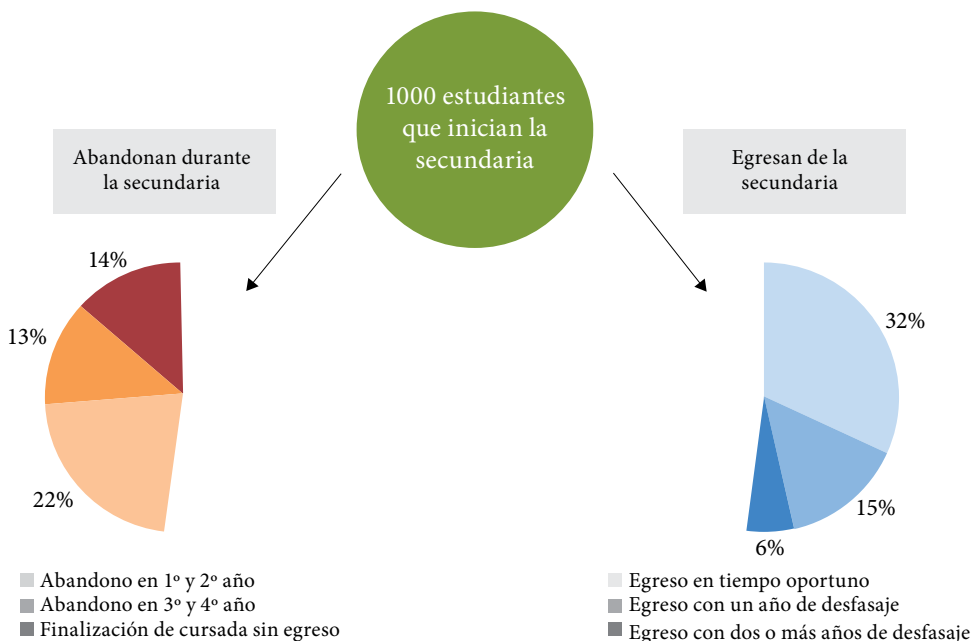 1000 estudiantes
que inician la
secundaria
Abandonan durante
la secundaria
Egresan de la
secundaria
14%
13%
22%
32%
15%
6%
Abandono en 1º y 2º año
Abandono en 3º y 4º año
Finalización de cursada sin egreso
Egreso en tiempo oportuno
Egreso con un año de desfasaje
Egreso con dos o más años de desfasaje